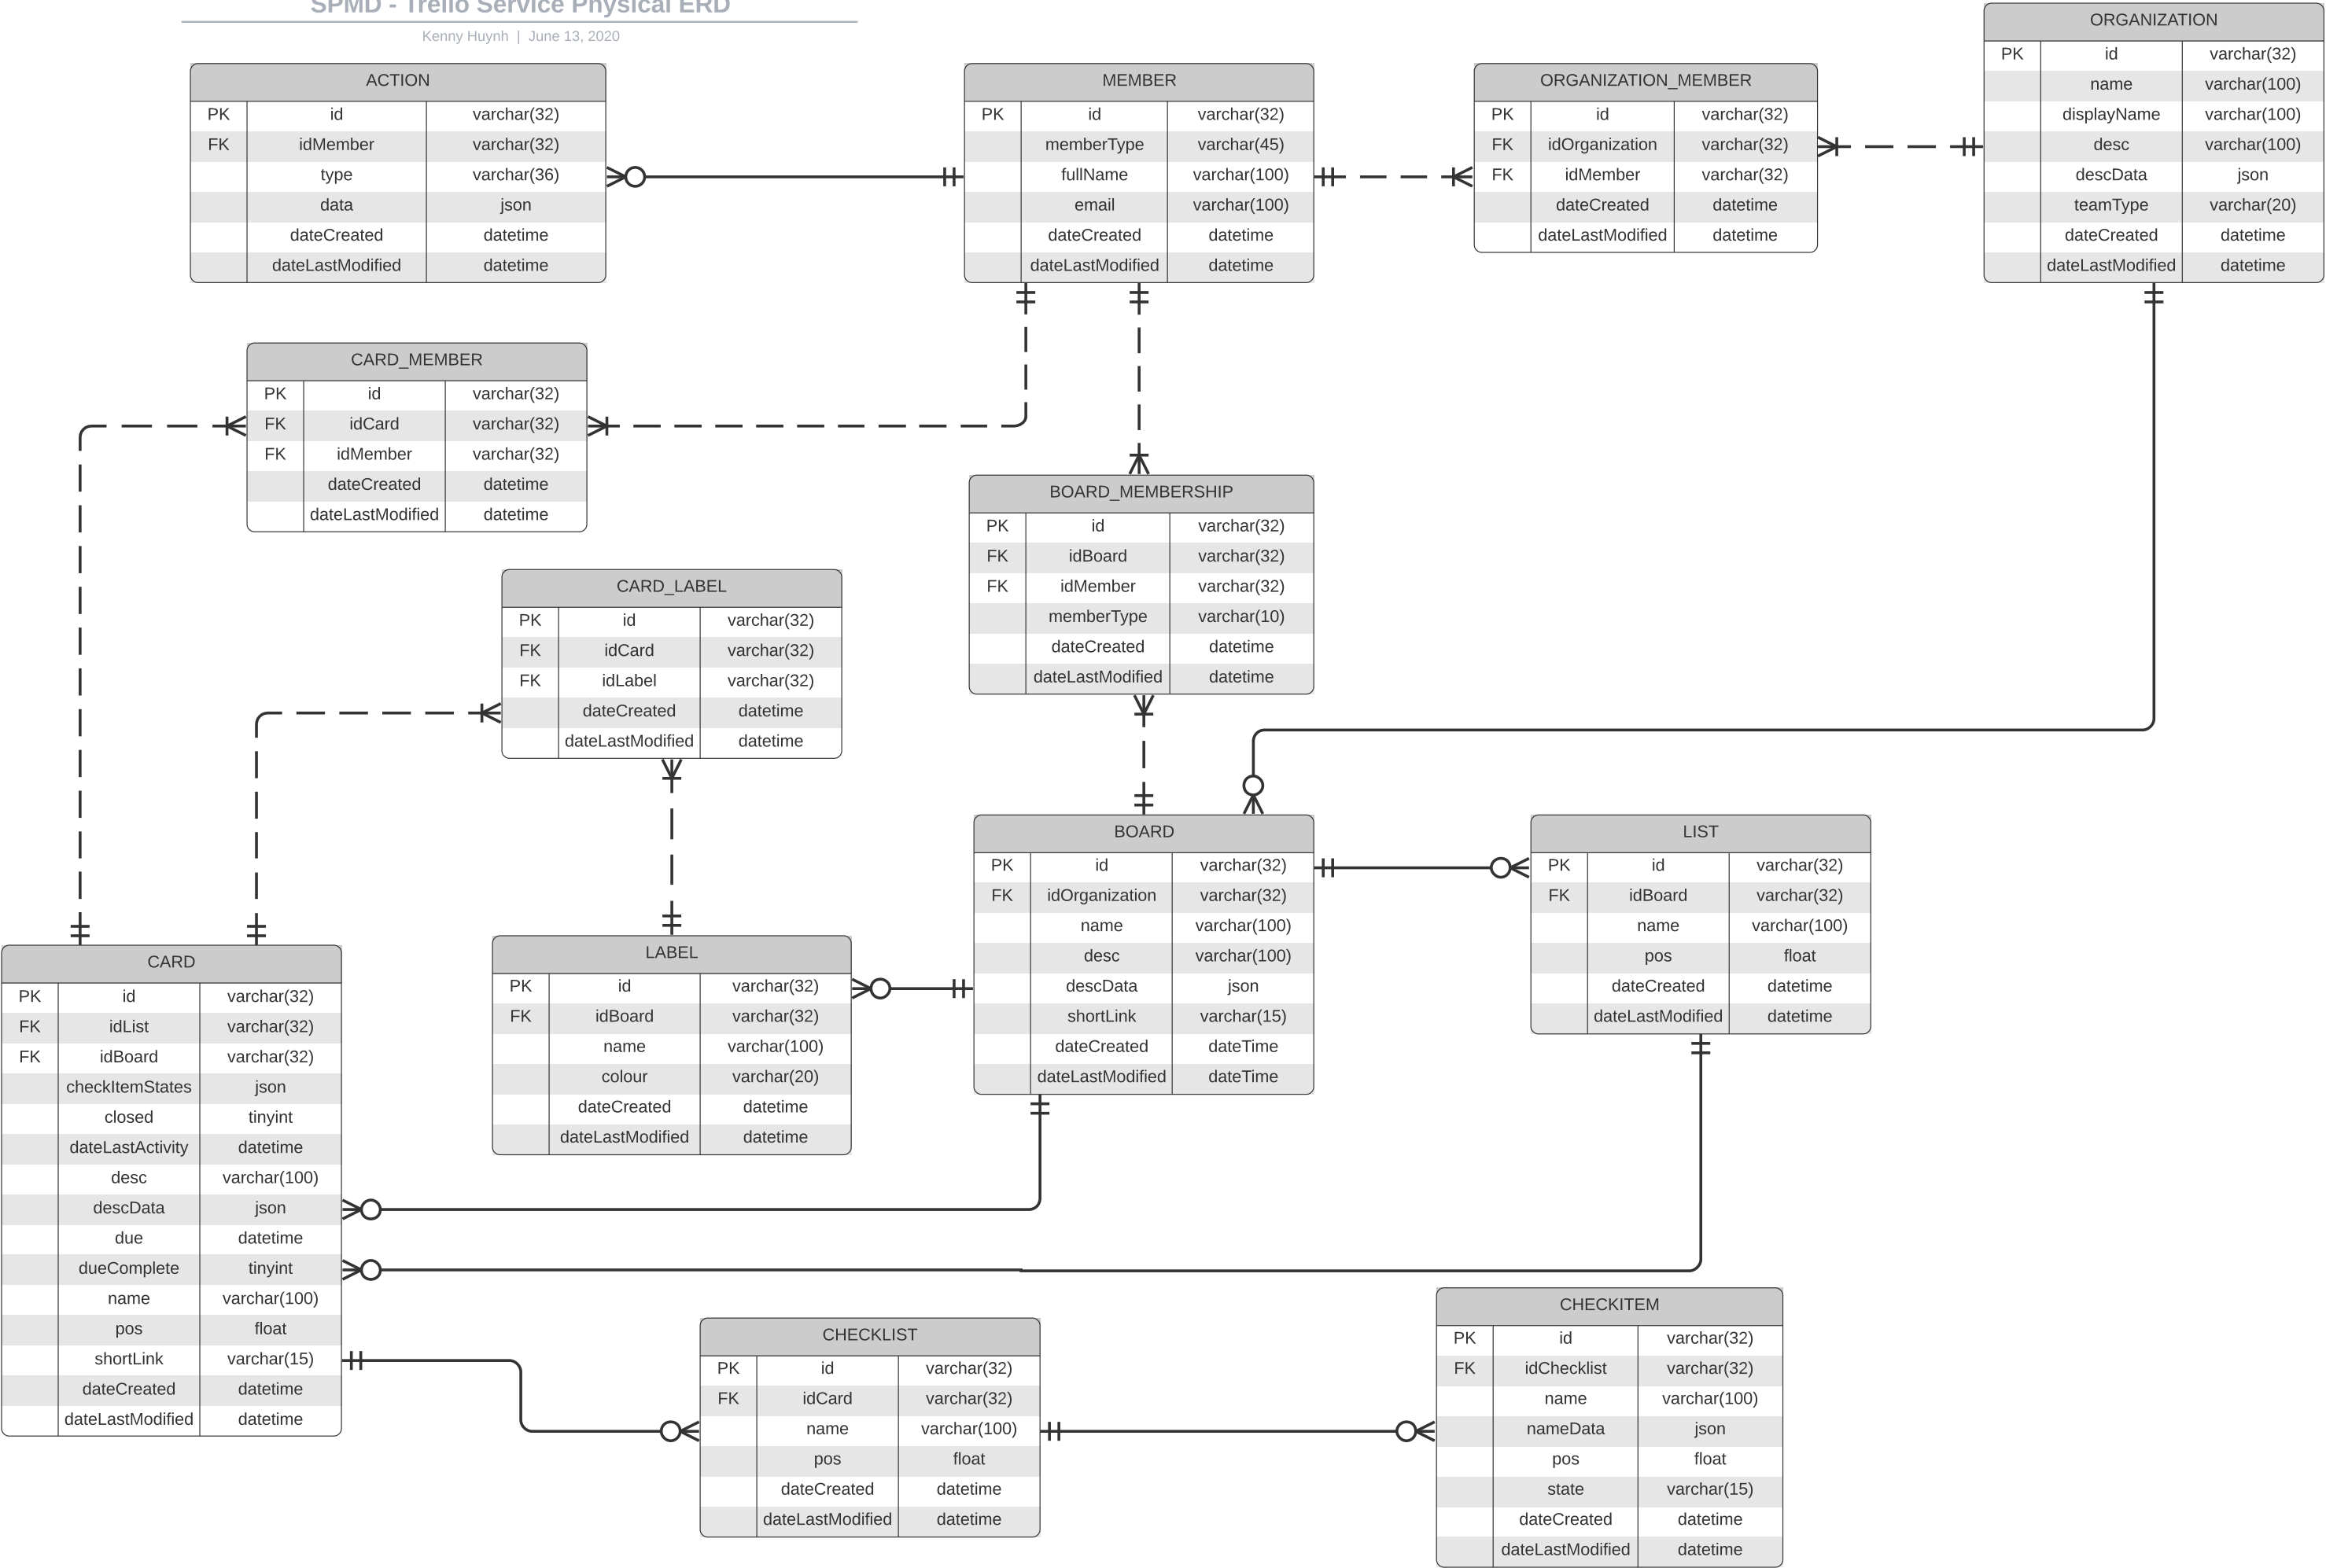 SPMD - Trello Service Physical ERD
Kenny Huynh | June 13, 2020
ACTION
PK id varchar(32)
FK idMember varchar(32)
type varchar(36)
data json
dateCreated datetime
dateLastModified datetime
MEMBER
PK id varchar(32)
memberType varchar(45)
fullName varchar(100)
email varchar(100)
dateCreated datetime
dateLastModified datetime
ORGANIZATION_MEMBER
PK id varchar(32)
FK idOrganization varchar(32)
FK idMember varchar(32)
dateCreated datetime
dateLastModified datetime
ORGANIZATION
PK id varchar(32)
name varchar(100)
displayName varchar(100)
desc varchar(100)
descData json
teamType varchar(20)
dateCreated datetime
dateLastModified datetime
CARD_MEMBER
PK id varchar(32)
FK idCard varchar(32)
FK idMember varchar(32)
dateCreated datetime
dateLastModified datetime
BOARD_MEMBERSHIP
PK id varchar(32)
FK idBoard varchar(32)
FK idMember varchar(32)
memberType varchar(10)
dateCreated datetime
dateLastModified datetime
CARD_LABEL
PK id varchar(32)
FK idCard varchar(32)
FK idLabel varchar(32)
dateCreated datetime
dateLastModified datetime
BOARD
PK id varchar(32)
FK idOrganization varchar(32)
name varchar(100)
desc varchar(100)
descData json
shortLink varchar(15)
dateCreated dateTime
dateLastModified dateTime
LIST
PK id varchar(32)
FK idBoard varchar(32)
name varchar(100)
pos float
dateCreated datetime
dateLastModified datetime
CARD
PK id varchar(32)
FK idList varchar(32)
FK idBoard varchar(32)
checkItemStates json
closed tinyint
dateLastActivity datetime
desc varchar(100)
descData json
due datetime
dueComplete tinyint
name varchar(100)
pos float
shortLink varchar(15)
dateCreated datetime
dateLastModified datetime
LABEL
PK id varchar(32)
FK idBoard varchar(32)
name varchar(100)
colour varchar(20)
dateCreated datetime
dateLastModified datetime
CHECKLIST
PK id varchar(32)
FK idCard varchar(32)
name varchar(100)
pos float
dateCreated datetime
dateLastModified datetime
CHECKITEM
PK id varchar(32)
FK idChecklist varchar(32)
name varchar(100)
nameData json
pos float
state varchar(15)
dateCreated datetime
dateLastModified datetime